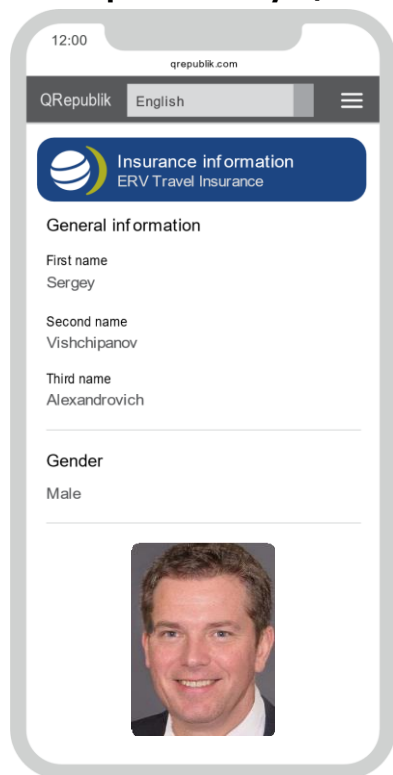 12:00
qrepublik.com
QRepublik English
Insurance information
ERV Travel Insurance
General information
First name
Sergey
Second name
Vishchipanov
Third name
Alexandrovich
Gender
Male